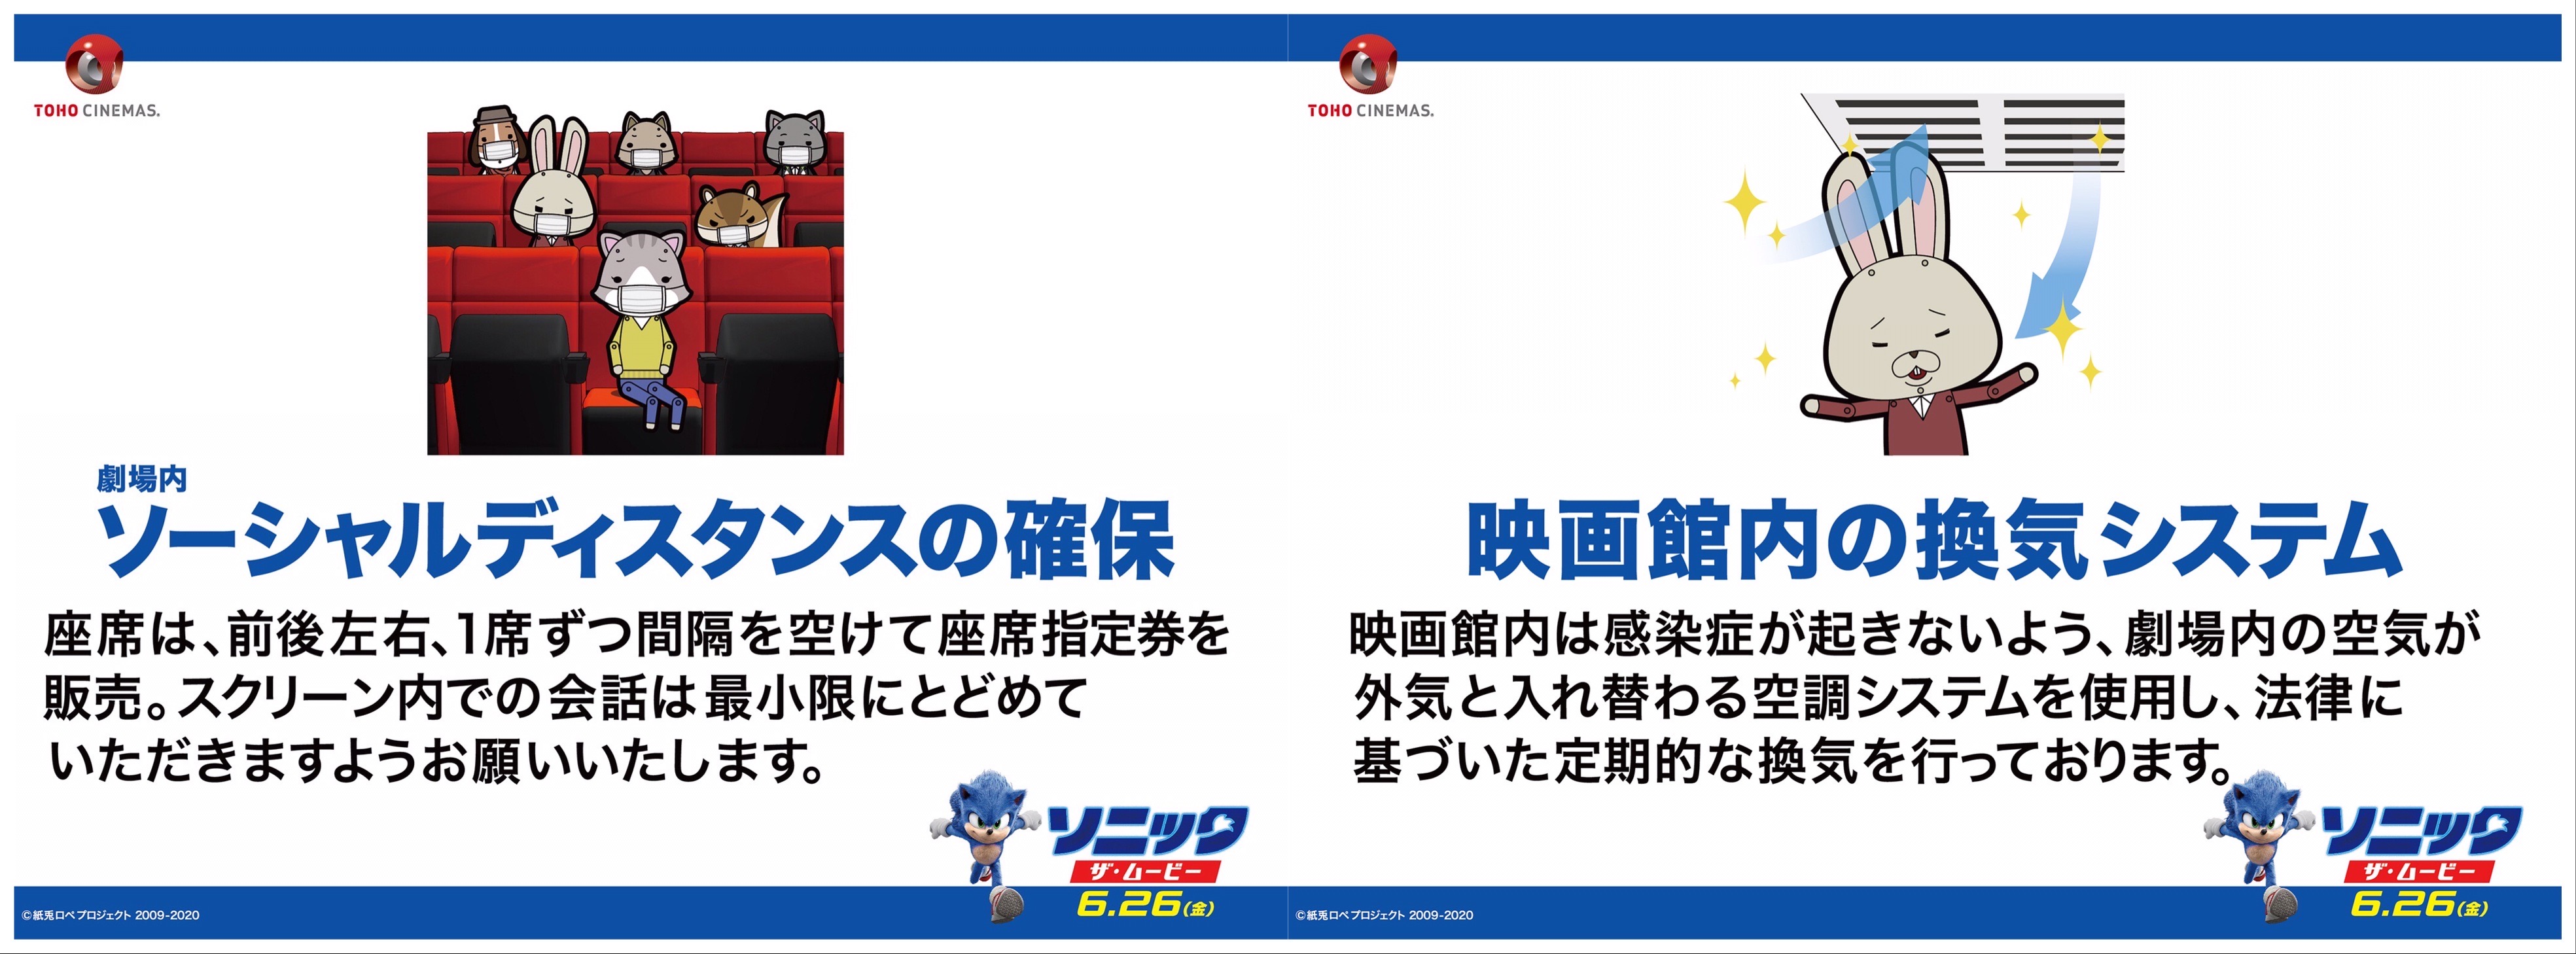 TOHO CINEMAS.
劇場内
ソーシャルディスタンスの確保
座席は、前後左右、1席ずつ間隔を空けて座席指定券を
販売。スクリーン内での会話は最小限にとどめて
いただきますようお願いいたします。
ソニック
ザ・ムービー
6.26(金)
©紙兎ロペプロジェクト 2009-2020
TOHO CINEMAS.
映画館内の換気システム
映画館内は感染症が起きないよう、劇場内の空気が
外気と入れ替わる空調システムを使用し、法律に
基づいた定期的な換気を行っております。
ソニック
ザ・ムービー
6.26(金)
©紙兎ロペプロジェクト 2009-2020